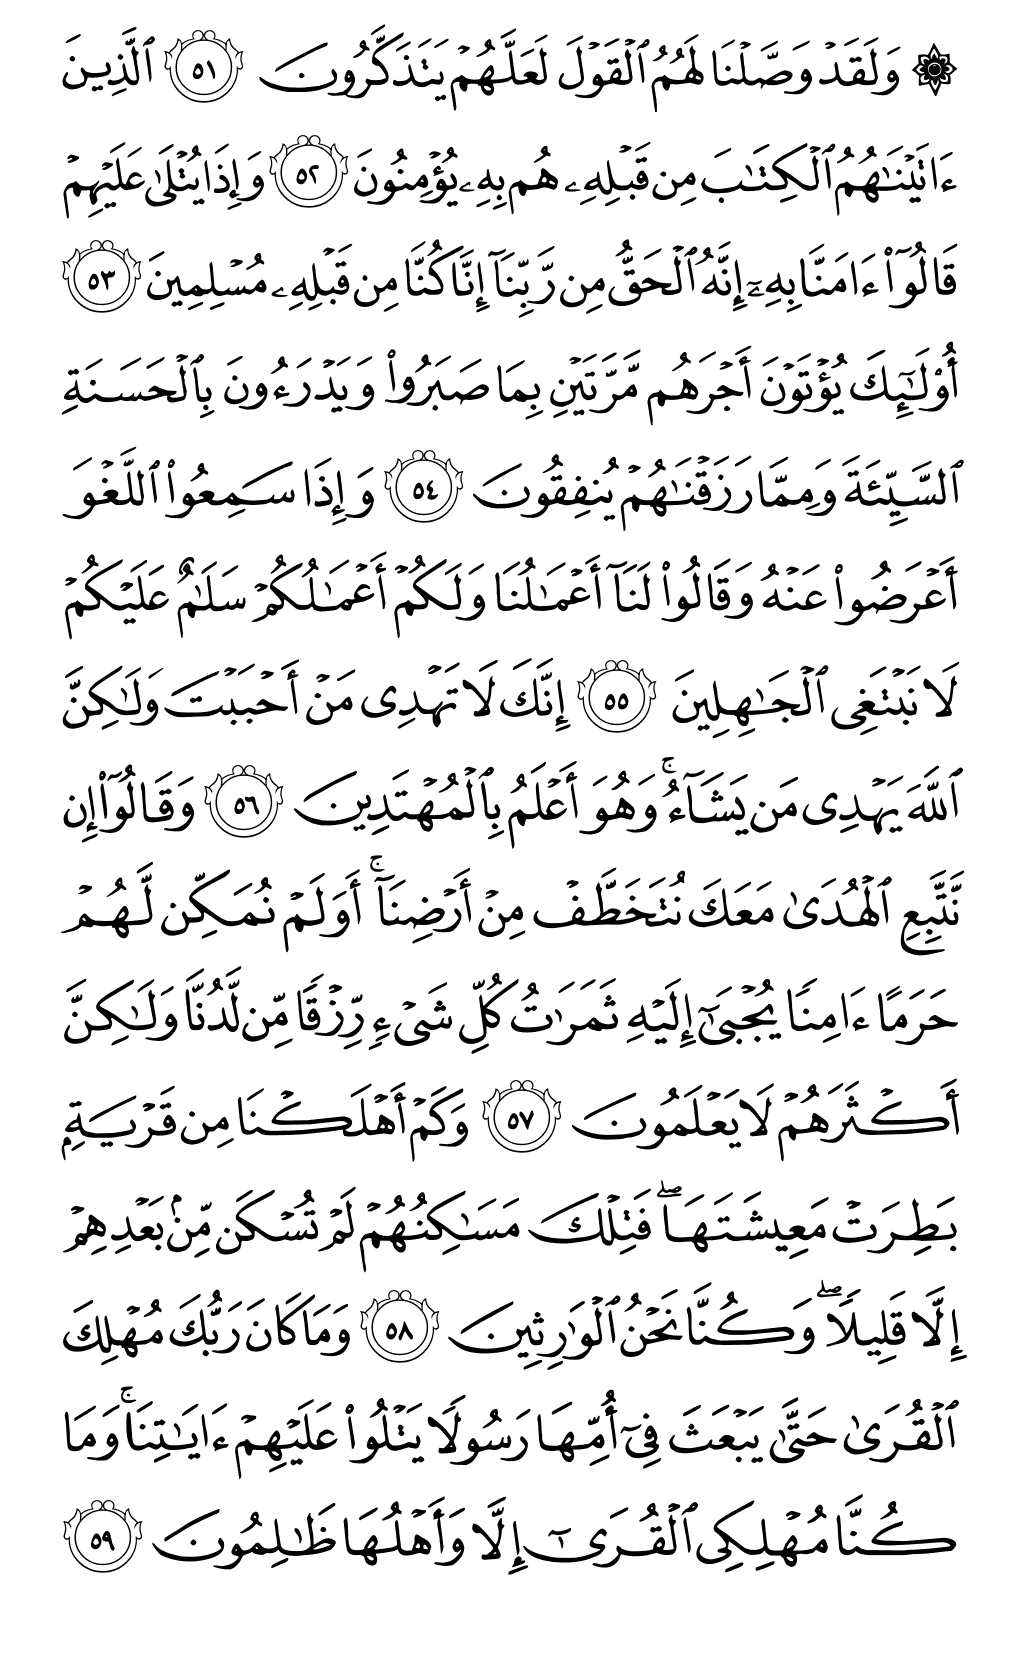 ۞ وَلَقَدۡ وَصَّلۡنَا لَهُمُ ٱلۡقَوۡلَ لَعَلَّهُمۡ يَتَذَكَّرُونَ ٥١ ٱلَّذِينَ
ءَاتَيۡنَٰهُمُ ٱلۡكِتَٰبَ مِن قَبۡلِهِۦ هُم بِهِۦ يُؤۡمِنُونَ ٥٢ وَإِذَا يُتۡلَىٰ عَلَيۡهِمۡ
قَالُوٓاْ ءَامَنَّا بِهِۦٓ إِنَّهُ ٱلۡحَقُّ مِن رَّبِّنَآ إِنَّا كُنَّا مِن قَبۡلِهِۦ مُسۡلِمِينَ ٥٣
أُوْلَٰٓئِكَ يُؤۡتَوۡنَ أَجۡرَهُم مَّرَّتَيۡنِ بِمَا صَبَرُواْ وَيَدۡرَءُونَ بِٱلۡحَسَنَةِ
ٱلسَّيِّئَةَ وَمِمَّا رَزَقۡنَٰهُمۡ يُنفِقُونَ ٥٤ وَإِذَا سَمِعُواْ ٱللَّغۡوَ
أَعۡرَضُواْ عَنۡهُ وَقَالُواْ لَنَآ أَعۡمَٰلُنَا وَلَكُمۡ أَعۡمَٰلُكُمۡ سَلَٰمٌ عَلَيۡكُمۡ
لَا نَبۡتَغِي ٱلۡجَٰهِلِينَ ٥٥ إِنَّكَ لَا تَهۡدِي مَنۡ أَحۡبَبۡتَ وَلَٰكِنَّ
ٱللَّهَ يَهۡدِي مَن يَشَآءُۚ وَهُوَ أَعۡلَمُ بِٱلۡمُهۡتَدِينَ ٥٦ وَقَالُوٓاْ إِن
نَّتَّبِعِ ٱلۡهُدَىٰ مَعَكَ نُتَخَطَّفۡ مِنۡ أَرۡضِنَآۚ أَوَلَمۡ نُمَكِّن لَّهُمۡ
حَرَمًا ءَامِنٗا يُجۡبَىٰٓ إِلَيۡهِ ثَمَرَٰتُ كُلِّ شَيۡءٖ رِّزۡقٗا مِّن لَّدُنَّا وَلَٰكِنَّ
أَكۡثَرَهُمۡ لَا يَعۡلَمُونَ ٥٧ وَكَمۡ أَهۡلَكۡنَا مِن قَرۡيَةِۭ
بَطِرَتۡ مَعِيشَتَهَاۖ فَتِلۡكَ مَسَٰكِنُهُمۡ لَمۡ تُسۡكَن مِّنۢ بَعۡدِهِمۡ
إِلَّا قَلِيلٗاۖ وَكُنَّا نَحۡنُ ٱلۡوَٰرِثِينَ ٥٨ وَمَا كَانَ رَبُّكَ مُهۡلِكَ
ٱلۡقُرَىٰ حَتَّىٰ يَبۡعَثَ فِيٓ أُمِّهَا رَسُولٗا يَتۡلُواْ عَلَيۡهِمۡ ءَايَٰتِنَاۚ وَمَا
كُنَّا مُهۡلِكِي ٱلۡقُرَىٰٓ إِلَّا وَأَهۡلُهَا ظَٰلِمُونَ ٥٩